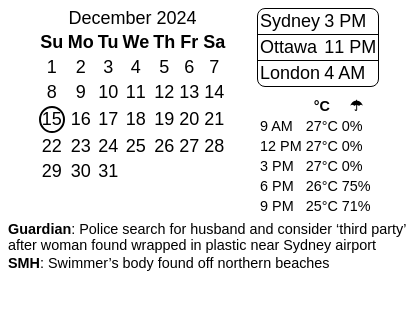 December 2024
Su Mo Tu We Th Fr Sa
1 2 3 4 5 6 7
8 9 10 11 12 13 14
15 16 17 18 19 20 21
22 23 24 25 26 27 28
29 30 31
Sydney 3 PM
Ottawa 11 PM
London 4 AM
°C ☂
9 AM 27°C 0%
12 PM 27°C 0%
3 PM 27°C 0%
6 PM 26°C 75%
9 PM 25°C 71%
Guardian: Police search for husband and consider ‘third party’
after woman found wrapped in plastic near Sydney airport
SMH: Swimmer’s body found off northern beaches